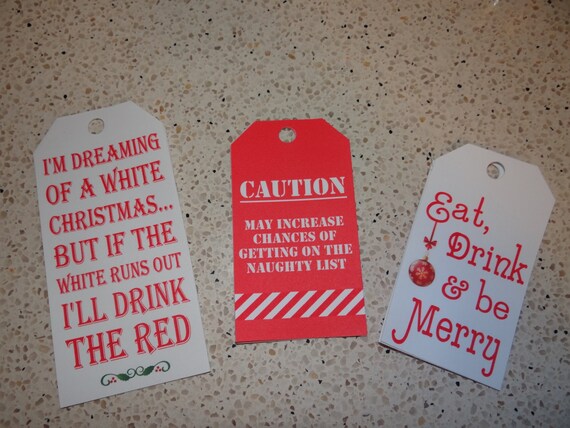 I'M DREAMING
OF A WHITE
CHRISTMAS...
BUT IF THE
WHITE RUNS OUT
I'LL DRINK
THE RED
CAUTION
MAY INCREASE
CHANCES OF
GETTING ON THE
NAUGHTY LIST
Eat,
Drink
& be
Merry